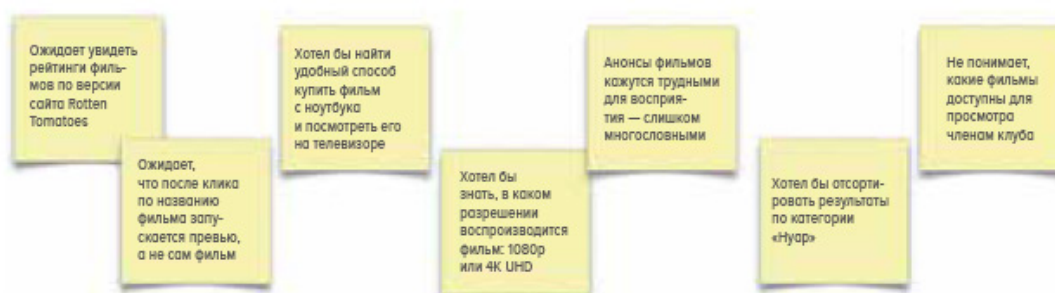 Ожидает увидеть
рейтинги филь-
мов по версии
сайта Rotten
Tomatoes
Ожидает,
что после клика
по названию
фильма запу-
скается превью,
а не сам фильм
Хотел бы найти
удобный способ
купить фильм
с ноутбука
и посмотреть его
на телевизоре
Хотел бы
знать, в каком
разрешении
воспроизводится
фильм: 1080p
или 4K UHD
Анонсы фильмов
кажутся трудными
для восприя-
тия — слишком
многословными
Хотел бы отсорти-
ровать результаты
по категории
«Нуар»
Не понимает,
какие фильмы
доступны для
просмотра
членам клуба